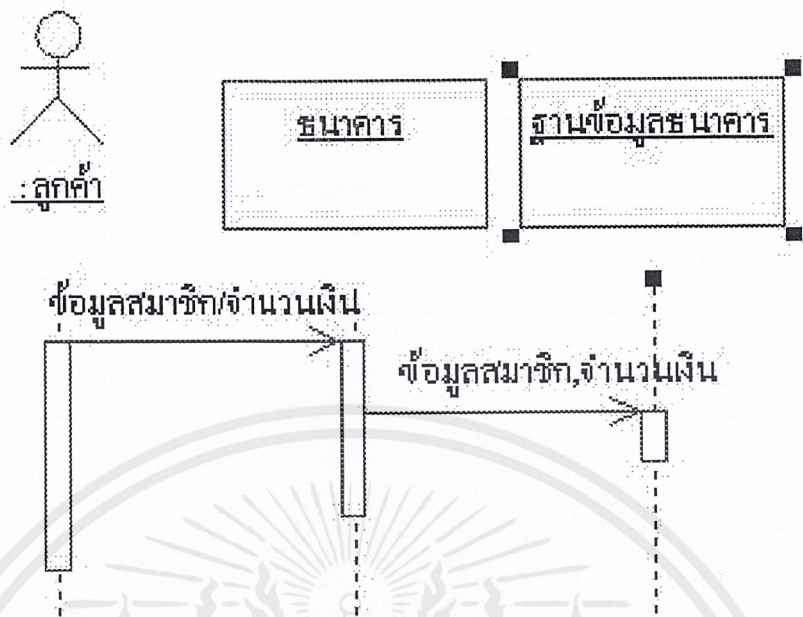 ธนาคาร
ฐานข้อมูลธนาคาร
: ลูกค้า
ข้อมูลสมาชิก/จำนวนเงิน
ข้อมูลสมาชิก,จำนวนเงิน